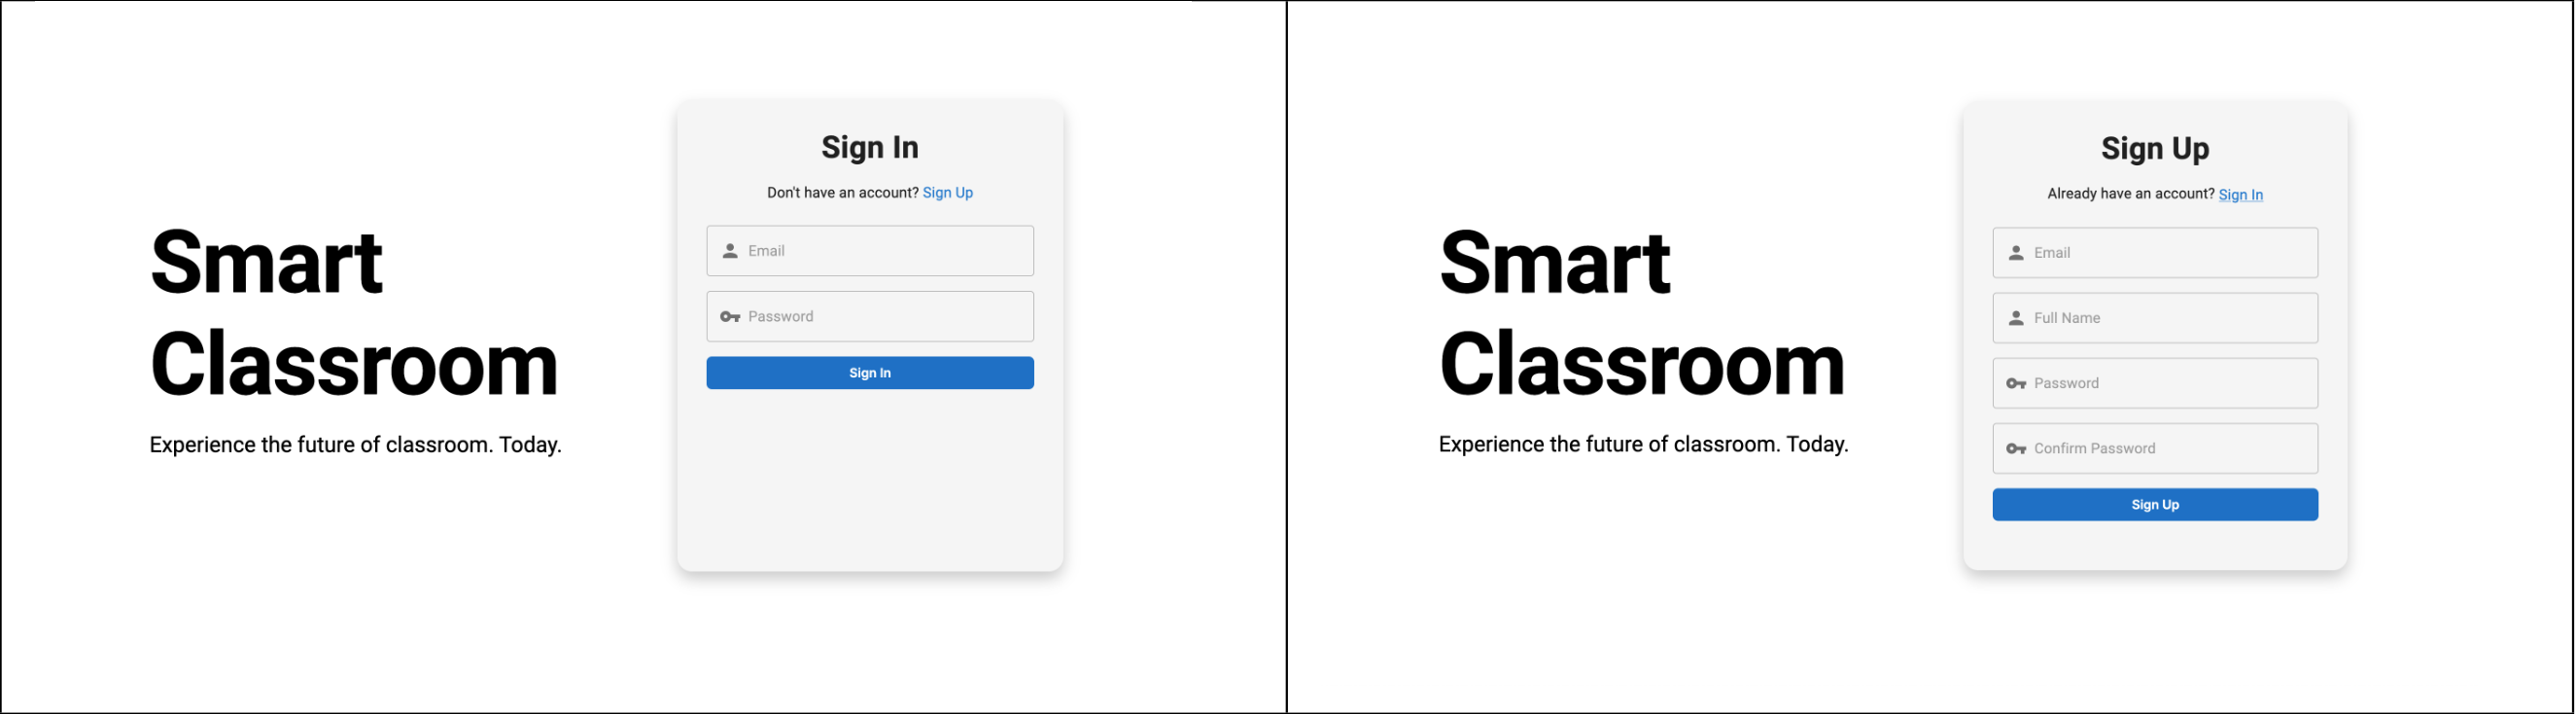 Smart
Classroom
Experience the future of classroom. Today.
Sign In
Don't have an account? Sign Up
Email
Password
Sign In
Smart
Classroom
Experience the future of classroom. Today.
Sign Up
Already have an account? Sign In
Email
Full Name
Password
Confirm Password
Sign Up